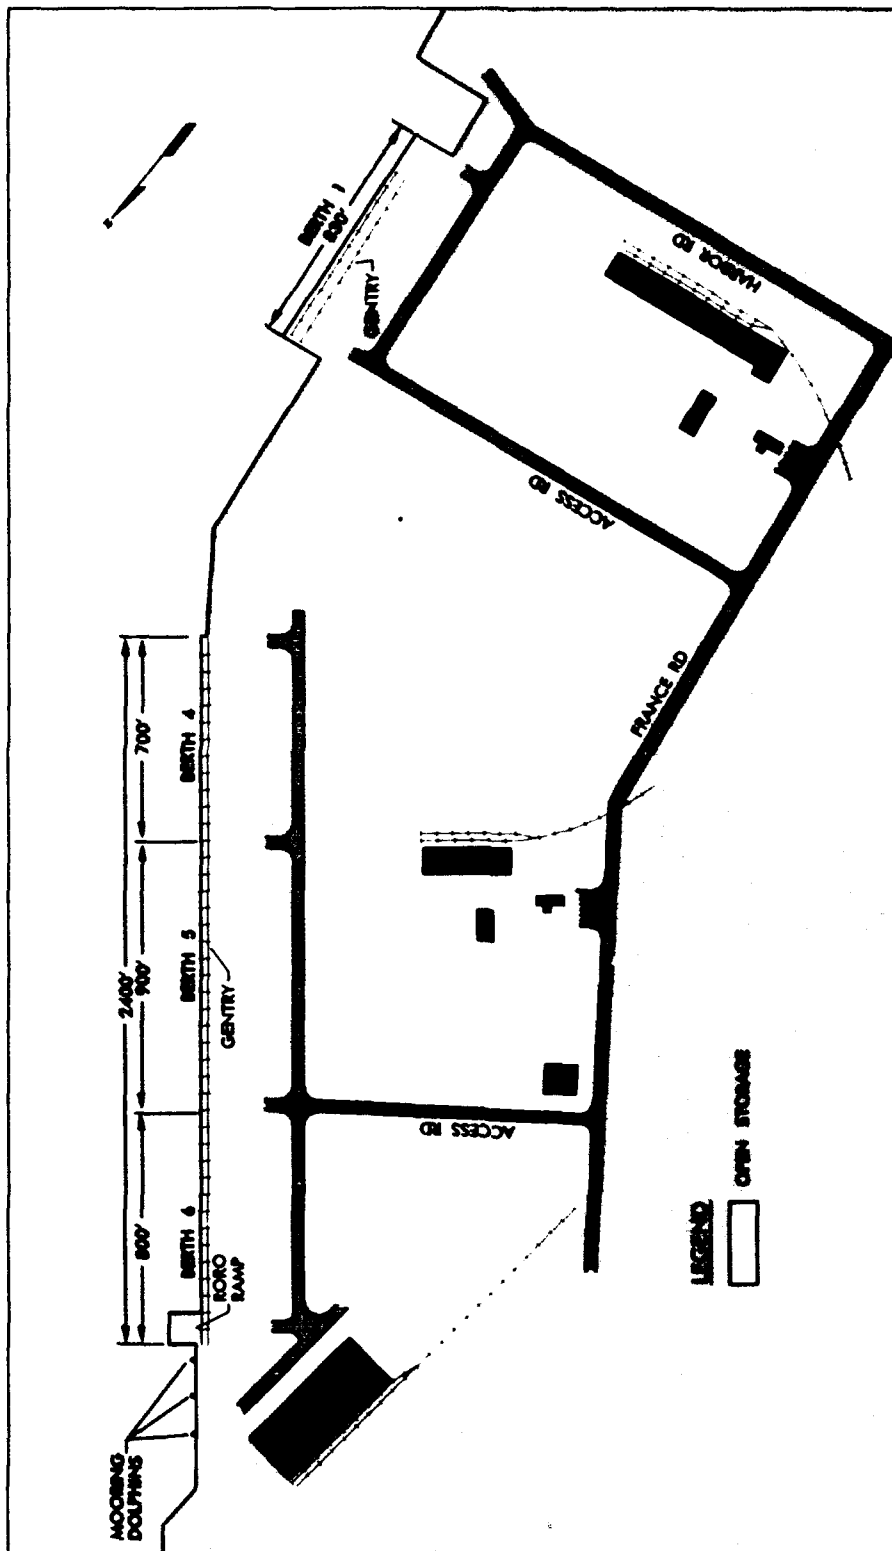 MOORING
DOLPHINS
2400'
800'
900'
700'
BERTH 6
BERTH 5
BERTH 4
RORO
RAMP
GENTRY
BERTH 1
850'
GENTRY
ACCESS RD
ACCESS RD
HARBOR RD
FRANCE RD
LEGEND
OPEN STORAGE